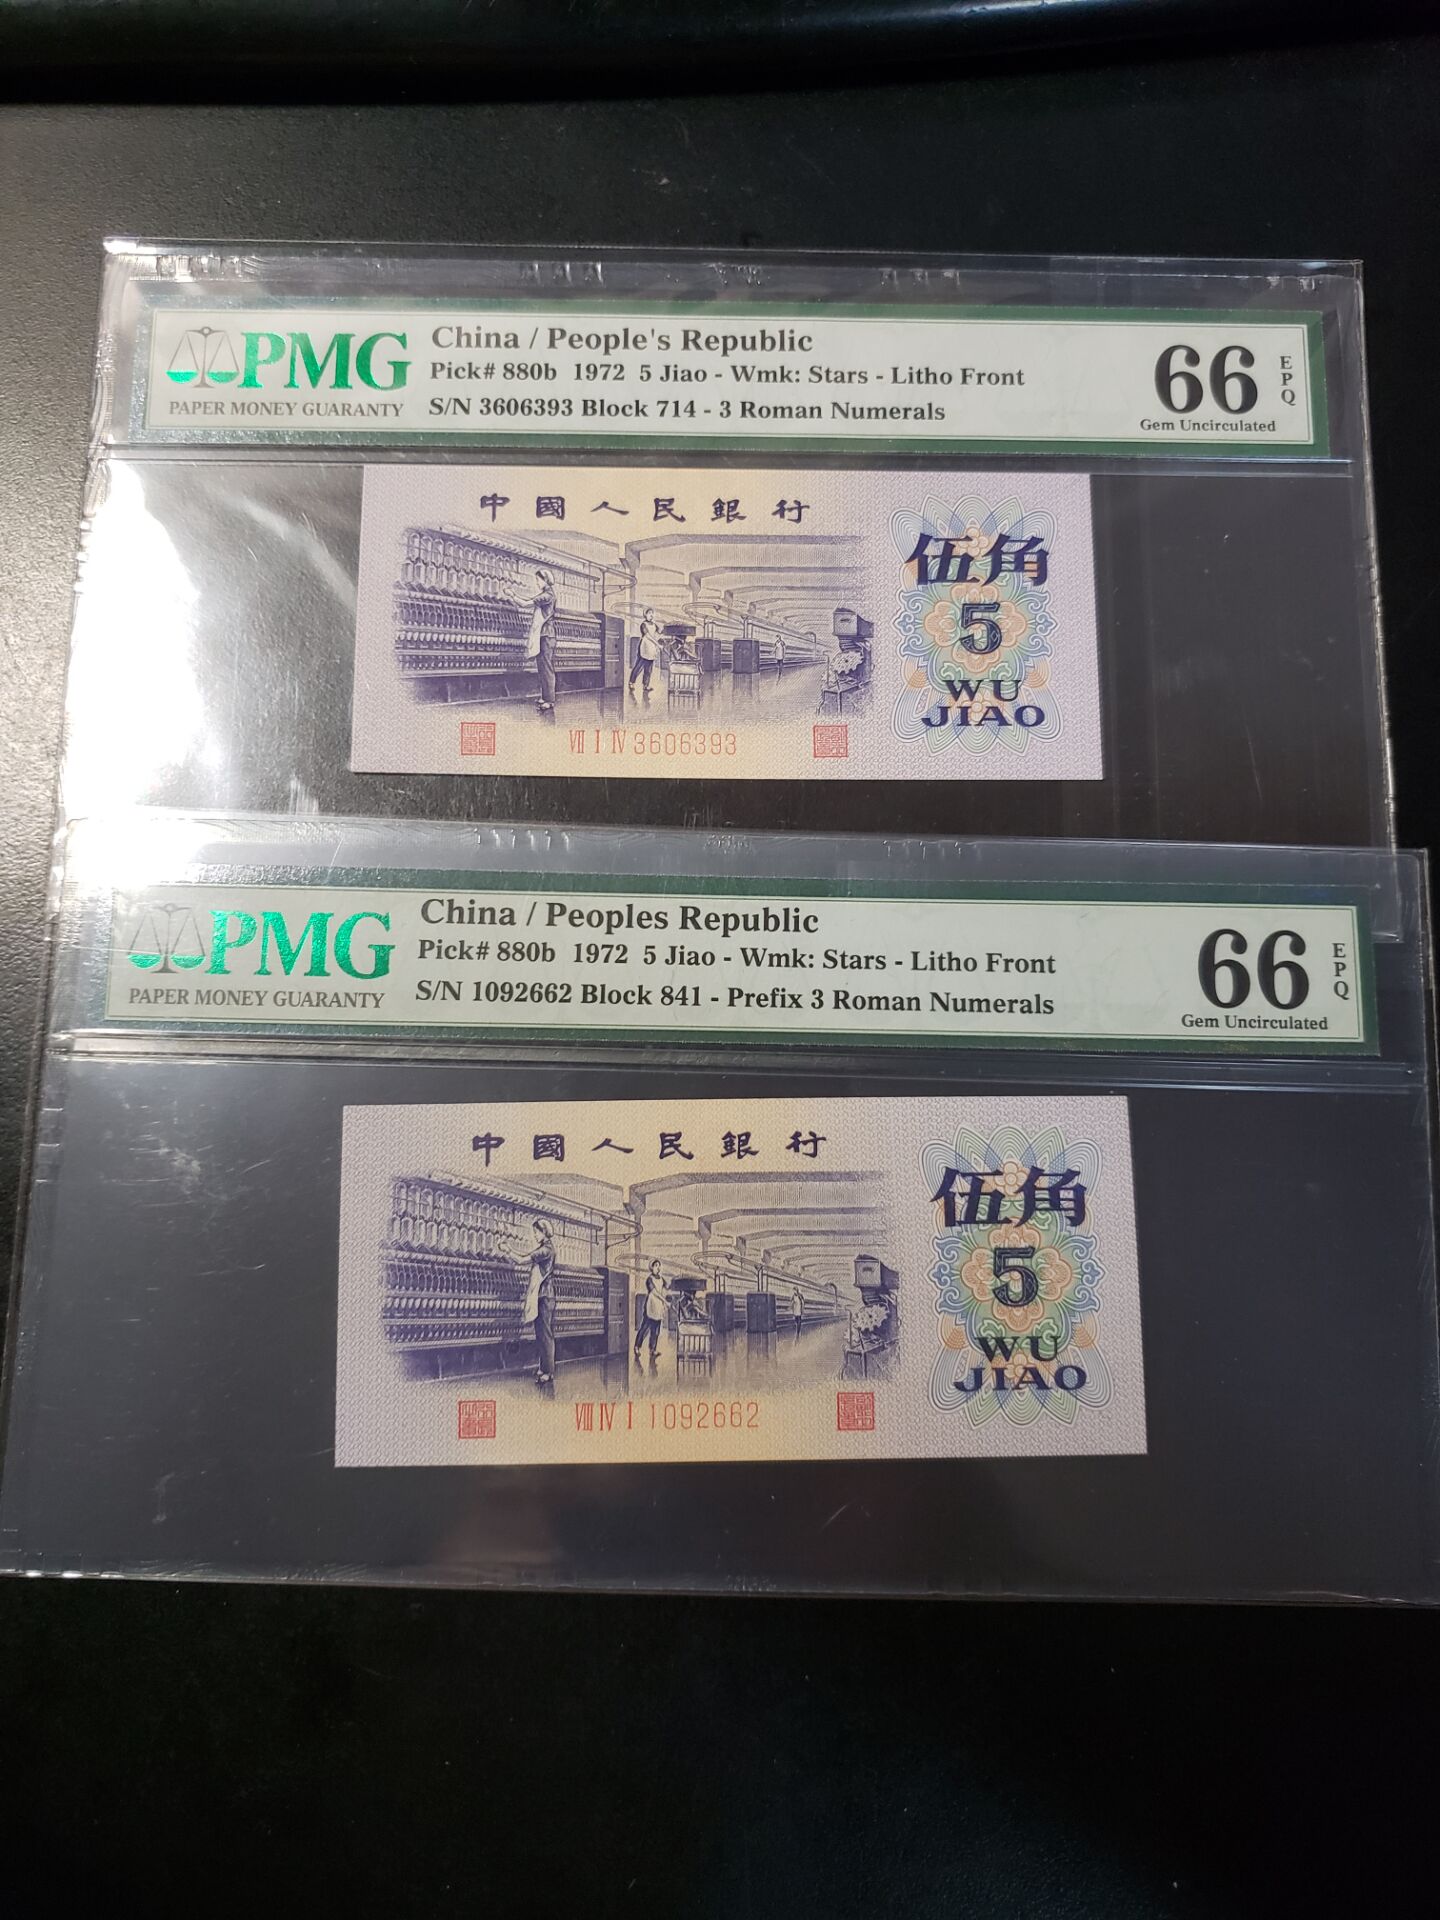 PMG
PAPER MONEY GUARANTY
China / People's Republic
Pick# 880b 1972 5 Jiao - Wmk: Stars - Litho Front
S/N 3606393 Block 714 - 3 Roman Numerals
66
EPQ
Gem Uncirculated
中國人民銀行
伍角
5
WU
JIAO
VII I IV 3606393
PMG
PAPER MONEY GUARANTY
China / Peoples Republic
Pick# 880b 1972 5 Jiao - Wmk: Stars - Litho Front
S/N 1092662 Block 841 - Prefix 3 Roman Numerals
66
EPQ
Gem Uncirculated
中國人民銀行
伍角
5
WU
JIAO
VIII IV I 1092662